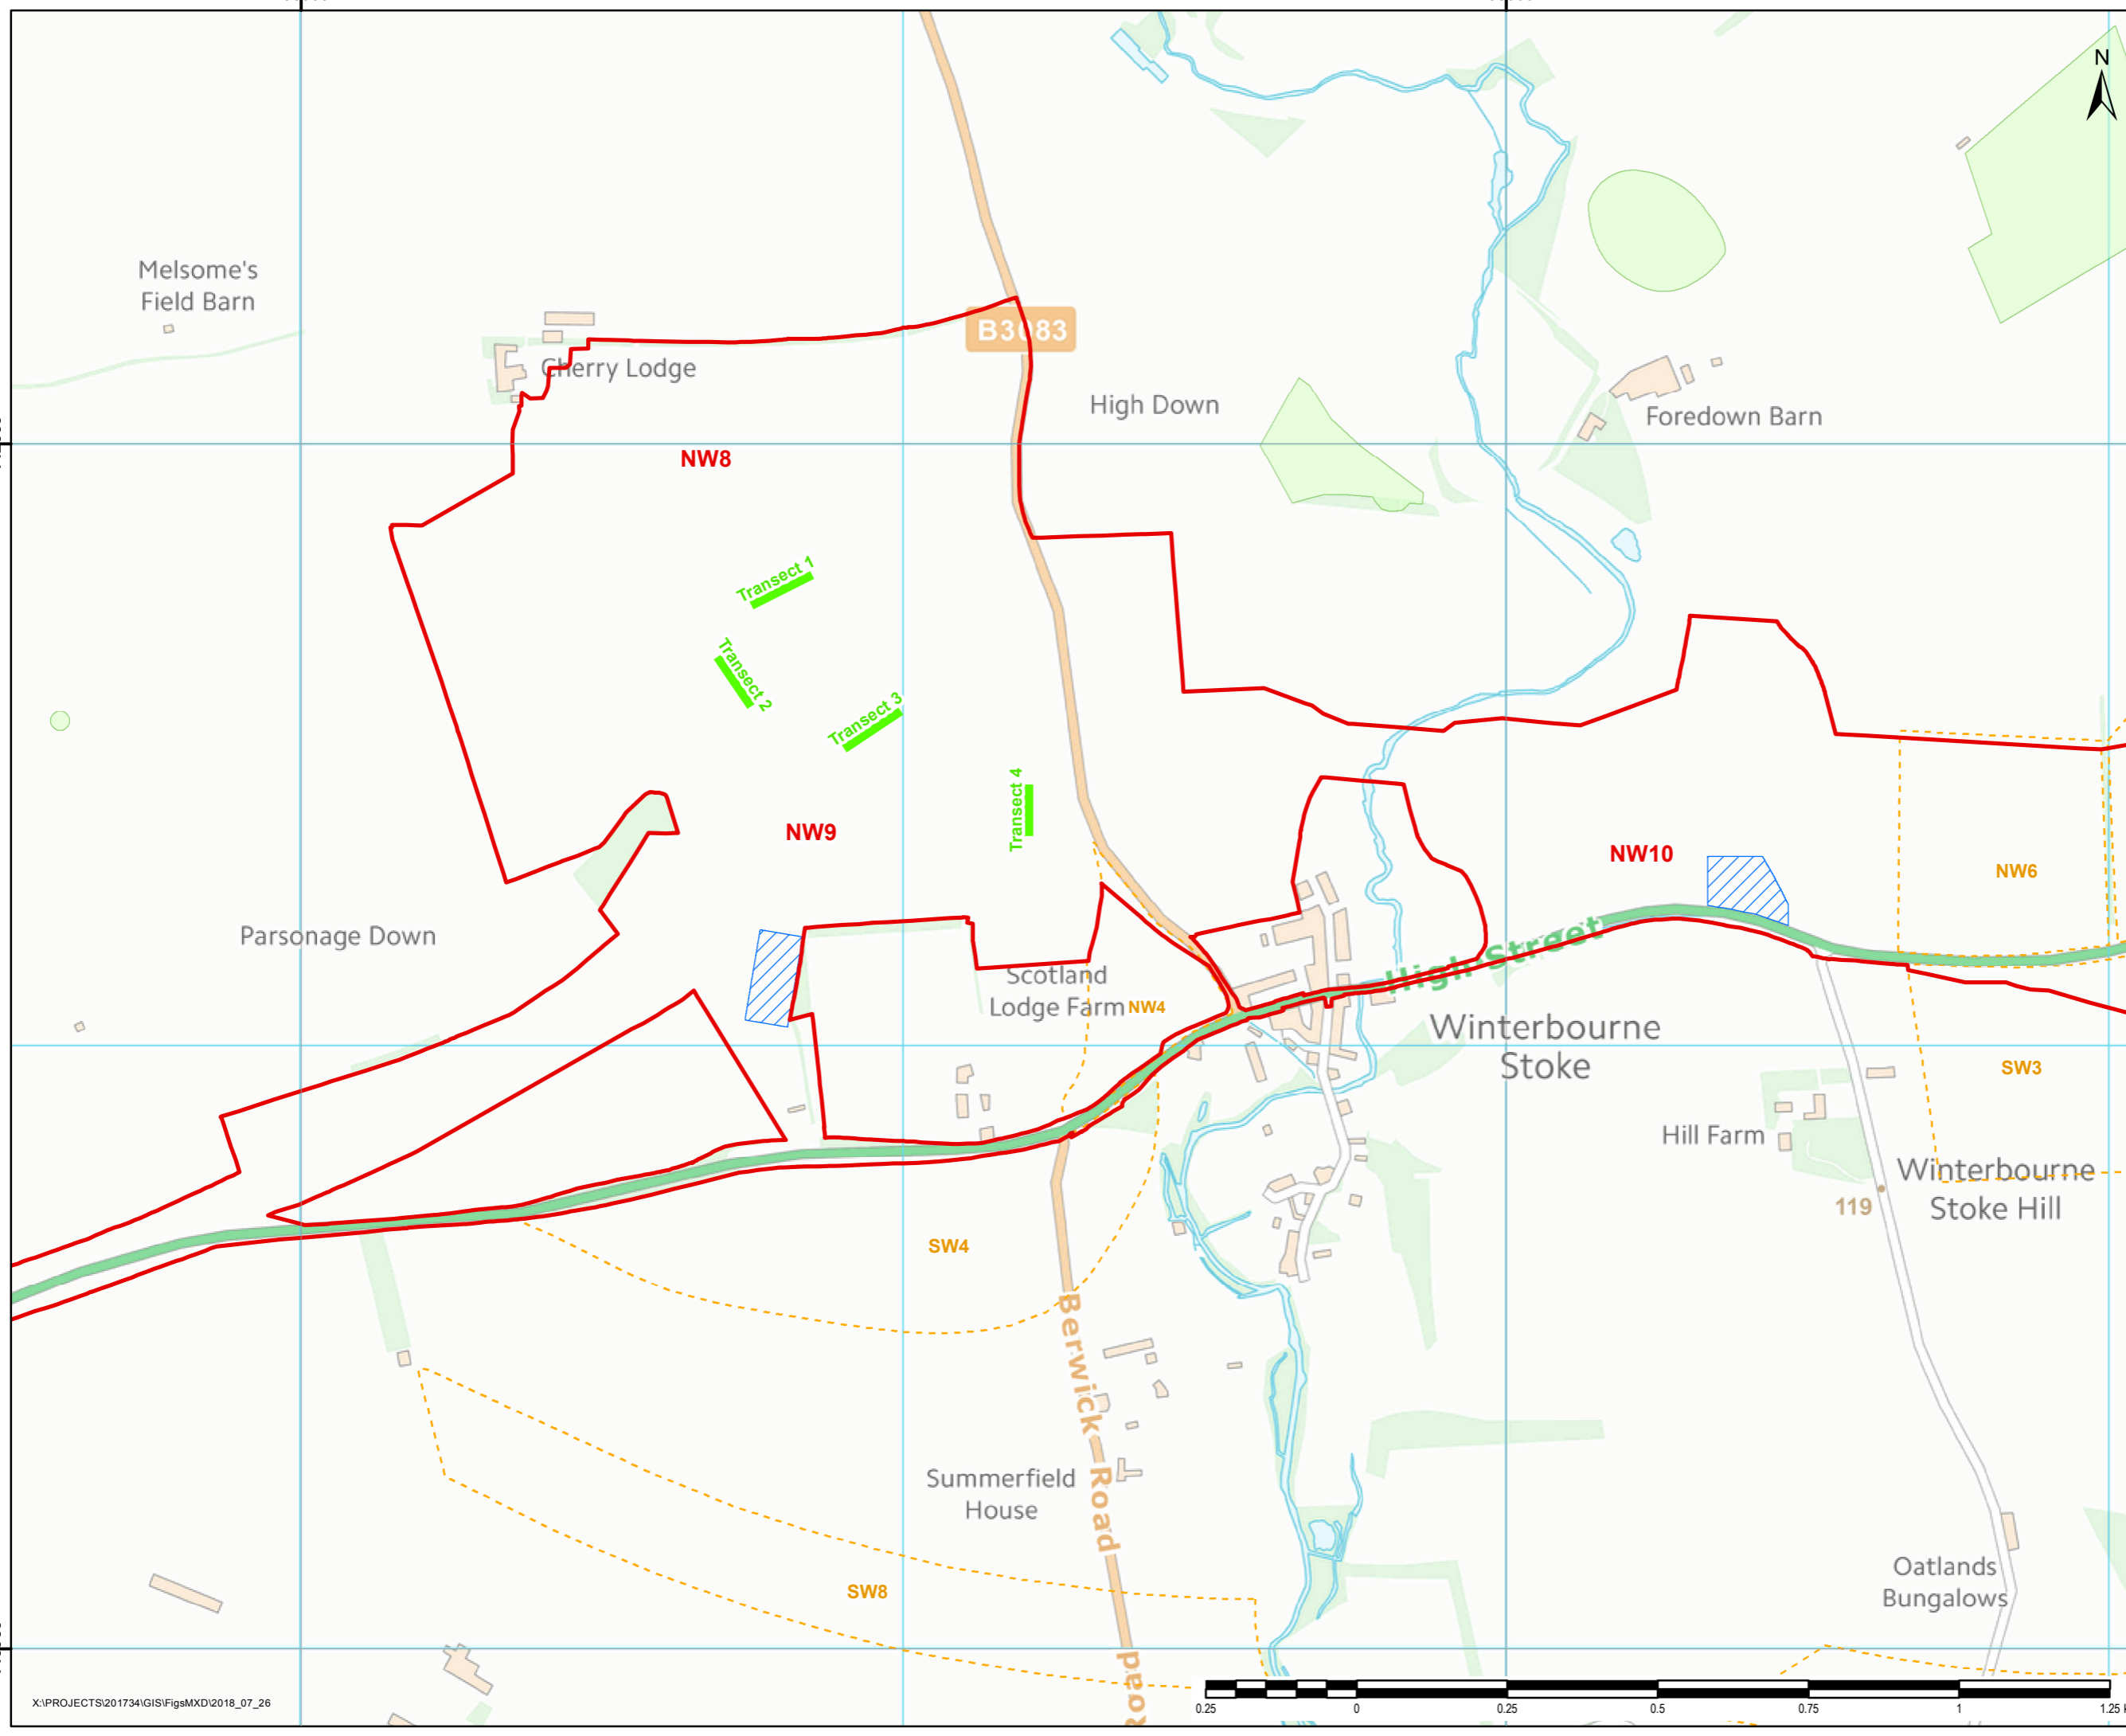 N
Melsome's
Field Barn
Cherry Lodge
B3083
High Down
Foredown Barn
NW8
Transect 1
Transect 2
Transect 3
Transect 4
NW9
NW10
NW6
Parsonage Down
High Street
Scotland
Lodge Farm
NW4
Winterbourne
Stoke
SW3
Hill Farm
Winterbourne
Stoke Hill
119
SW4
Berwick Road
Summerfield
House
Oatlands
Bungalows
SW8
Road
X:\PROJECTS\201734\GIS\FigsMXD\2018_07_26
0.25 0 0.25 0.5 0.75 1 1.25